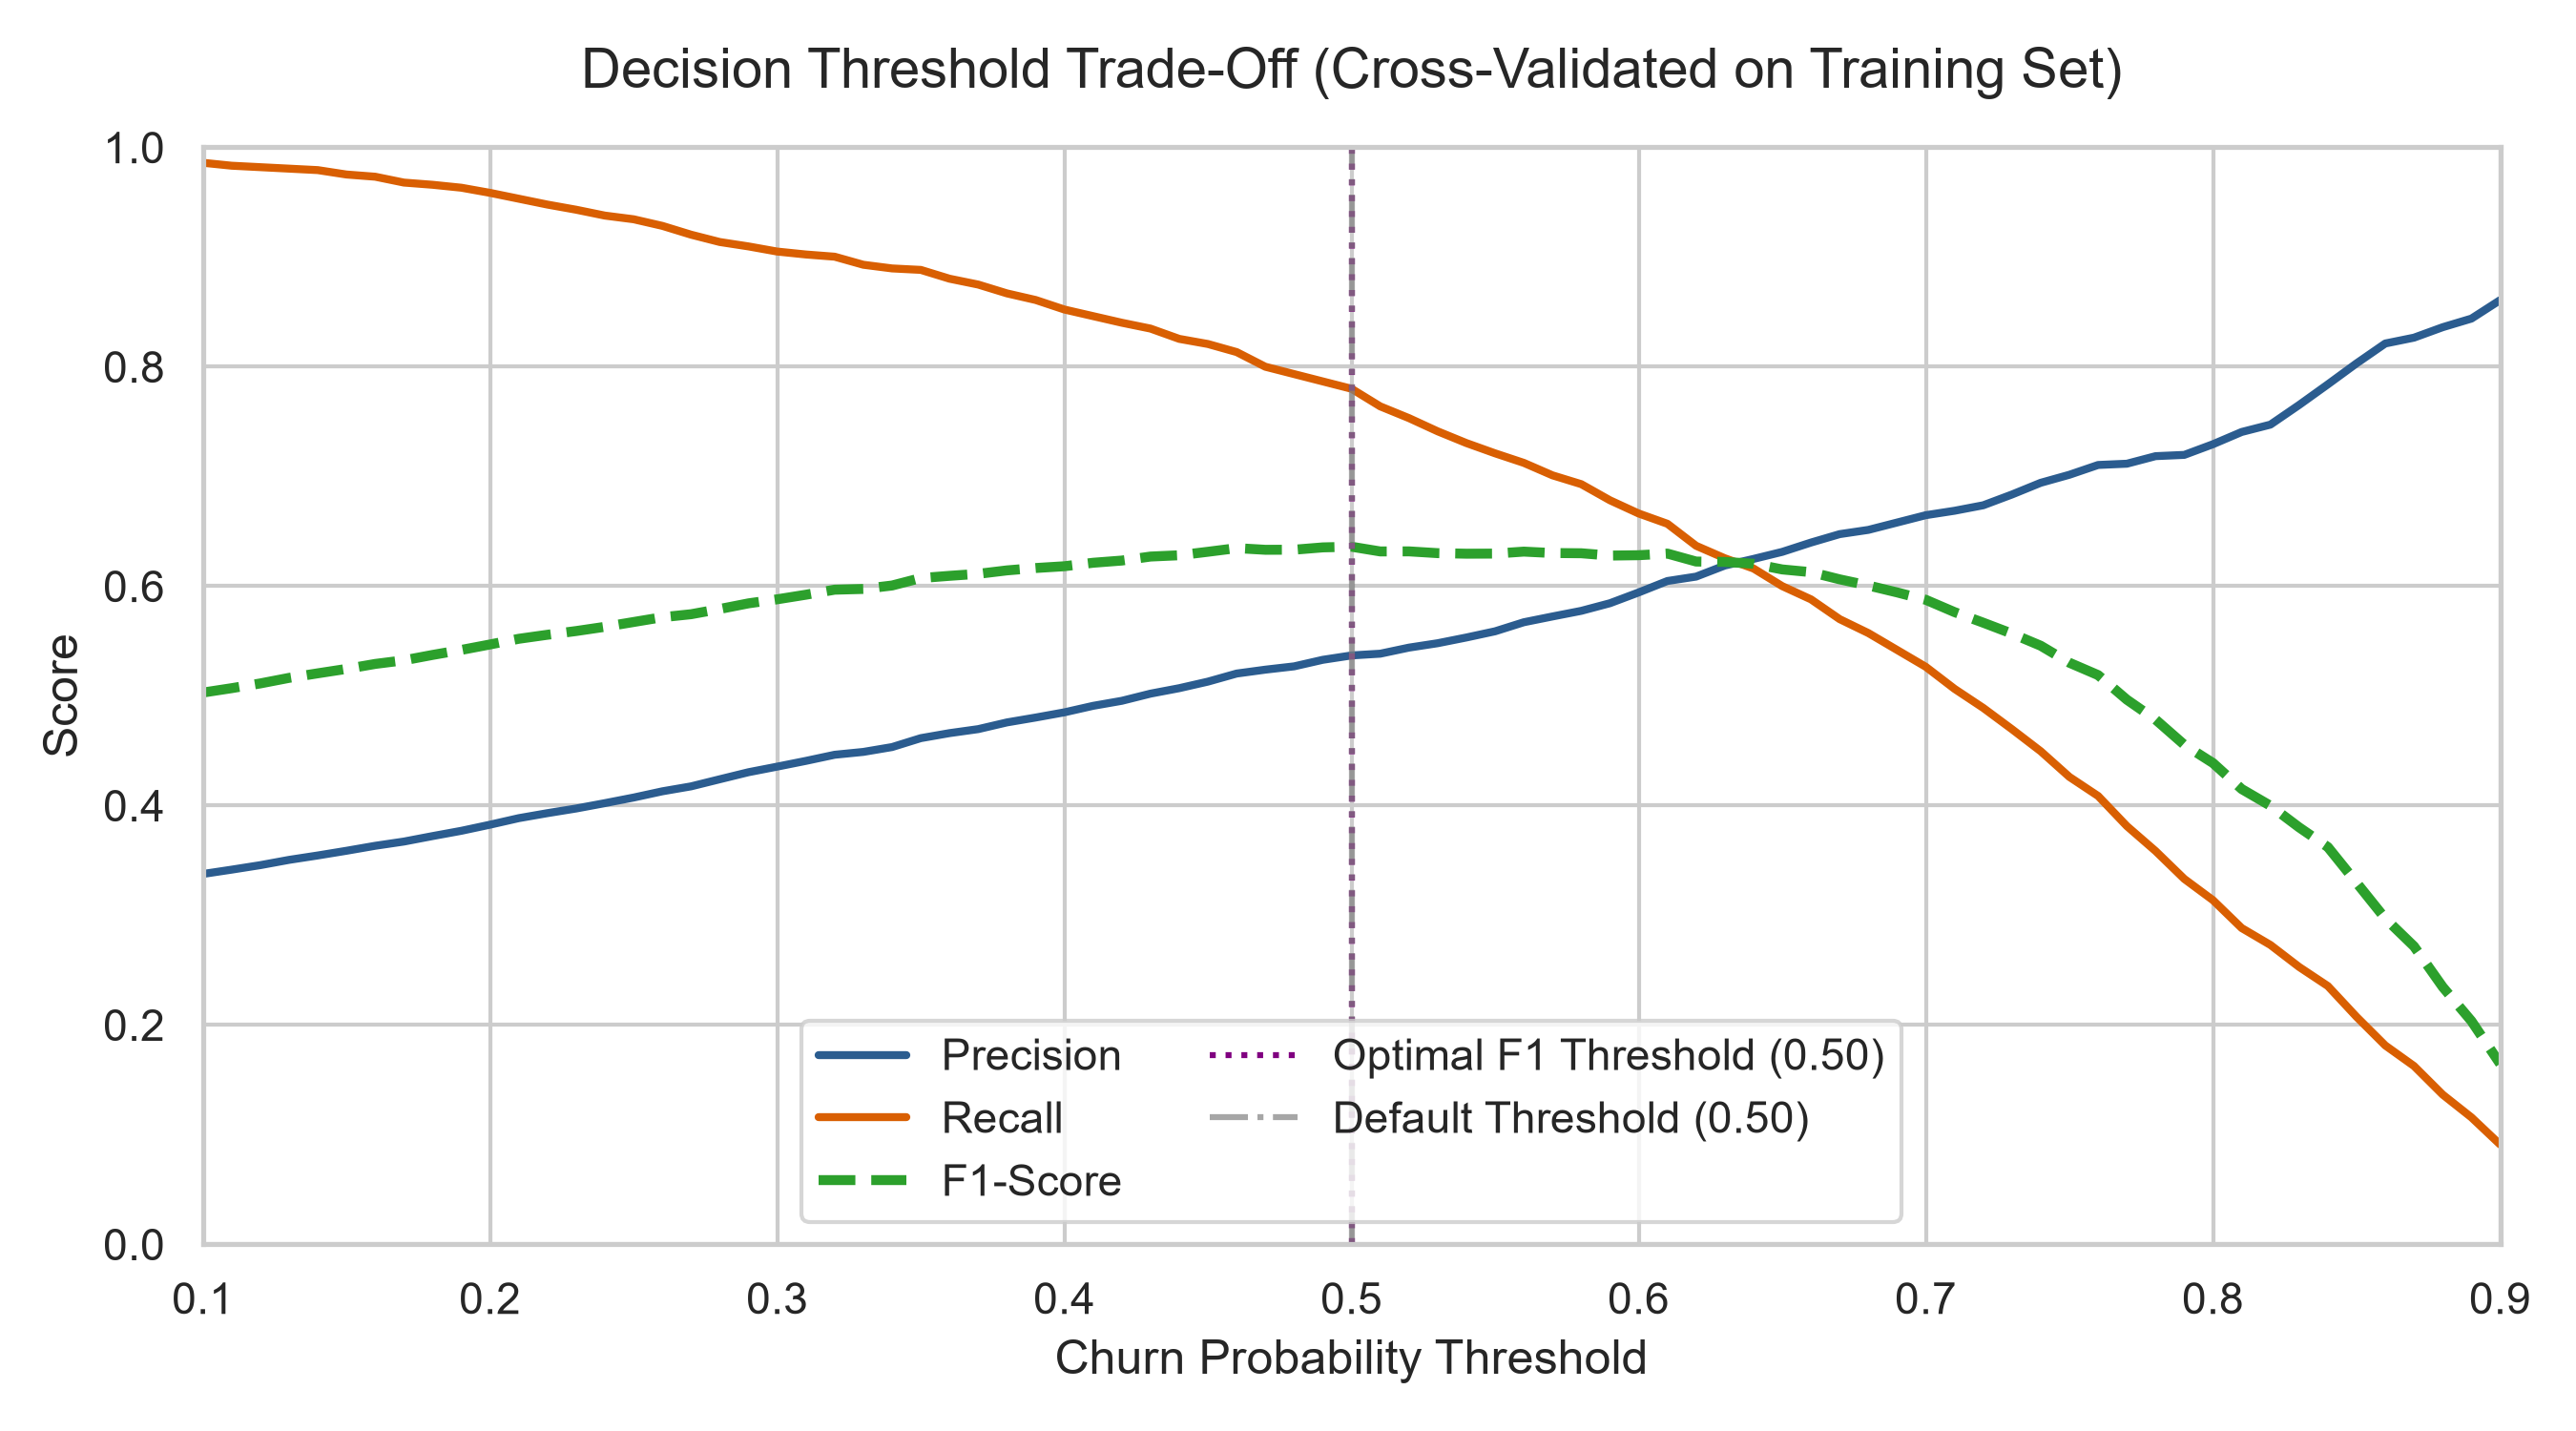 Decision Threshold Trade-Off (Cross-Validated on Training Set)
1.0
0.8
0.6
0.4
0.2
0.0
Score
Precision
Recall
F1-Score
Optimal F1 Threshold (0.50)
Default Threshold (0.50)
0.1 0.2 0.3 0.4 0.5 0.6 0.7 0.8 0.9
Churn Probability Threshold